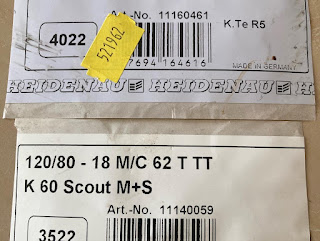 Art.-No. 11160461
4022
521962
K.Te R5
7694 164616
MADE IN GERMANY
HEIDENAU HEIDENAU HEIDENAU
120/80 - 18 M/C 62 T TT
K 60 Scout M+S
Art.-No. 11140059
3522